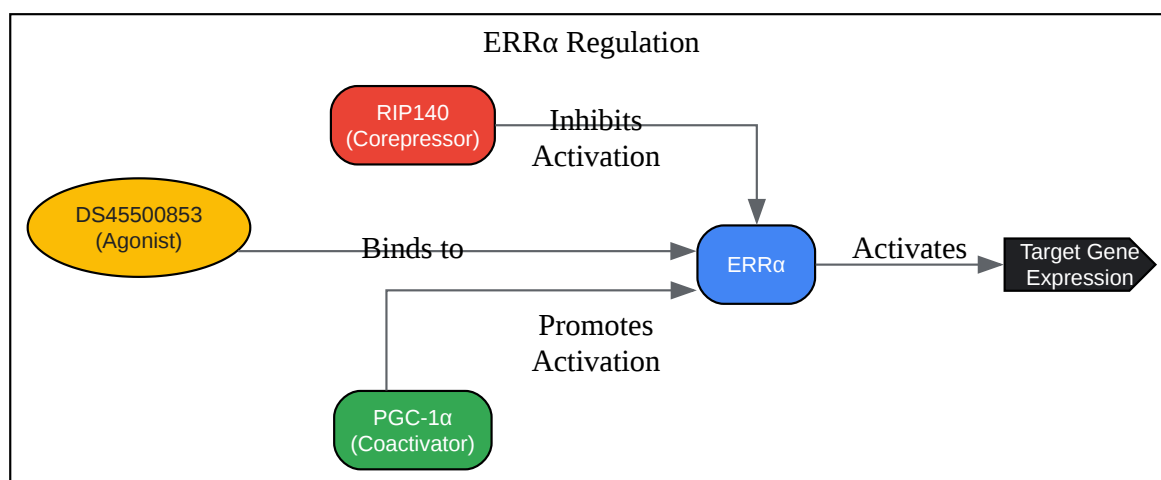 ERRα Regulation
RIP140
(Corepressor)
Inhibits
Activation
DS45500853
(Agonist)
Binds to
ERRα
Activates
Target Gene
Expression
Promotes
Activation
PGC-1α
(Coactivator)